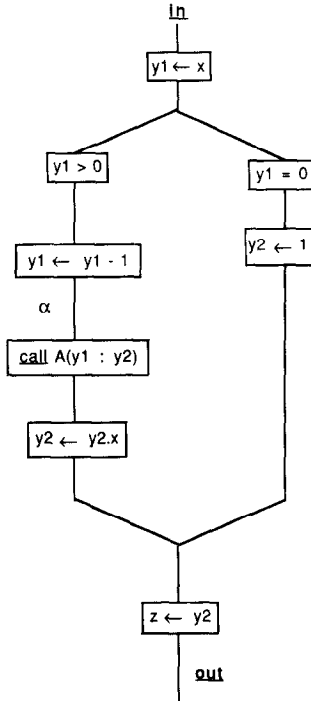 in
y1 ← x
y1 > 0
y1 = 0
y2 ← 1
y1 ← y1 - 1
α
call A(y1 : y2)
y2 ← y2.x
z ← y2
out